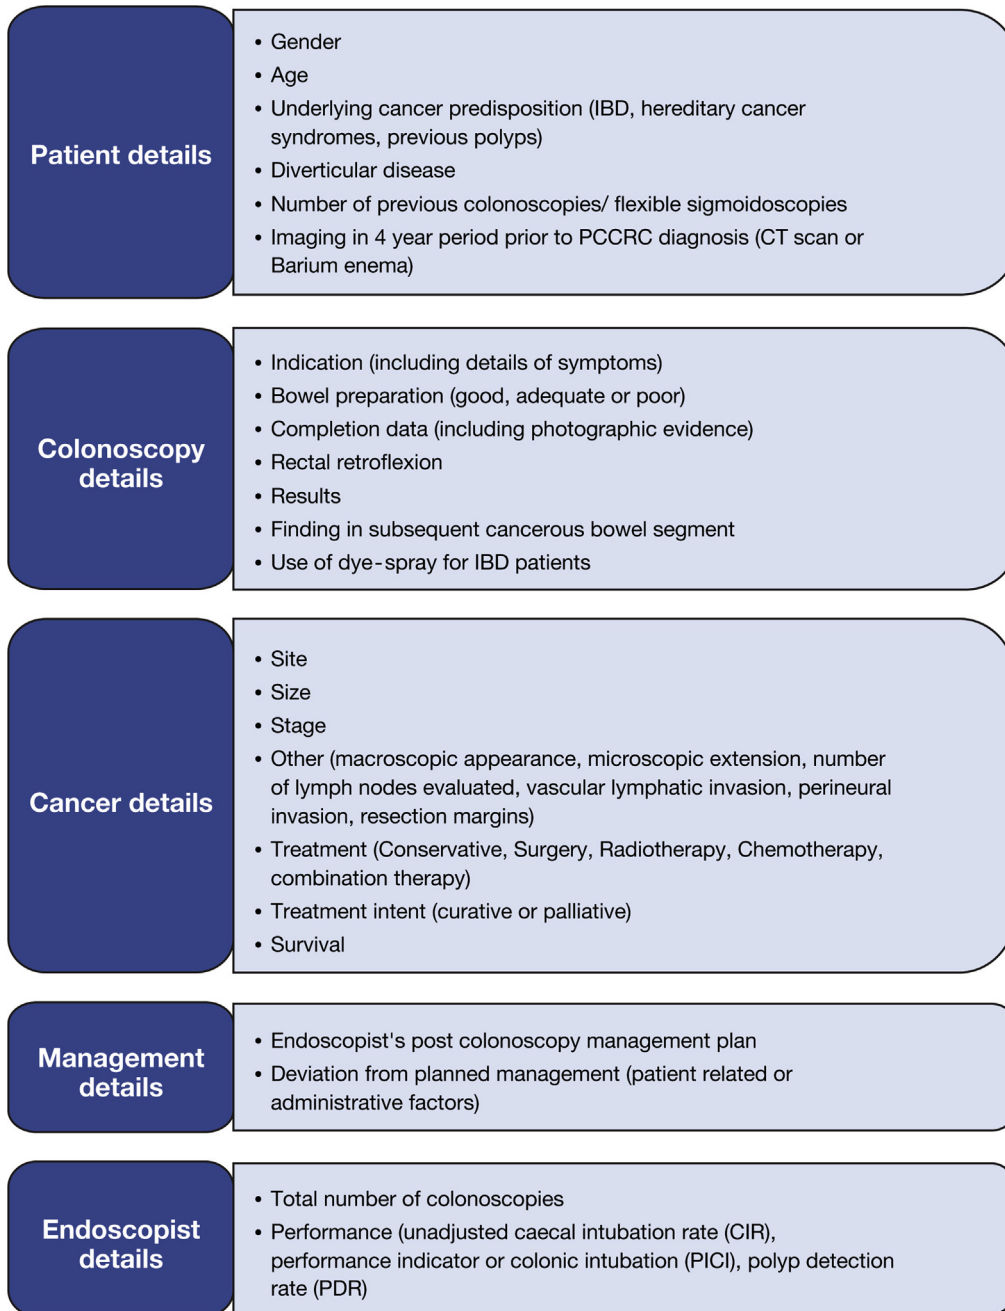 Patient details
• Gender
• Age
• Underlying cancer predisposition (IBD, hereditary cancer
syndromes, previous polyps)
• Diverticular disease
• Number of previous colonoscopies/ flexible sigmoidoscopies
• Imaging in 4 year period prior to PCCRC diagnosis (CT scan or
Barium enema)
Colonoscopy
details
• Indication (including details of symptoms)
• Bowel preparation (good, adequate or poor)
• Completion data (including photographic evidence)
• Rectal retroflexion
• Results
• Finding in subsequent cancerous bowel segment
• Use of dye-spray for IBD patients
Cancer details
• Site
• Size
• Stage
• Other (macroscopic appearance, microscopic extension, number
of lymph nodes evaluated, vascular lymphatic invasion, perineural
invasion, resection margins)
• Treatment (Conservative, Surgery, Radiotherapy, Chemotherapy,
combination therapy)
• Treatment intent (curative or palliative)
• Survival
Management
details
• Endoscopist's post colonoscopy management plan
• Deviation from planned management (patient related or
administrative factors)
Endoscopist
details
• Total number of colonoscopies
• Performance (unadjusted caecal intubation rate (CIR),
performance indicator or colonic intubation (PICI), polyp detection
rate (PDR)